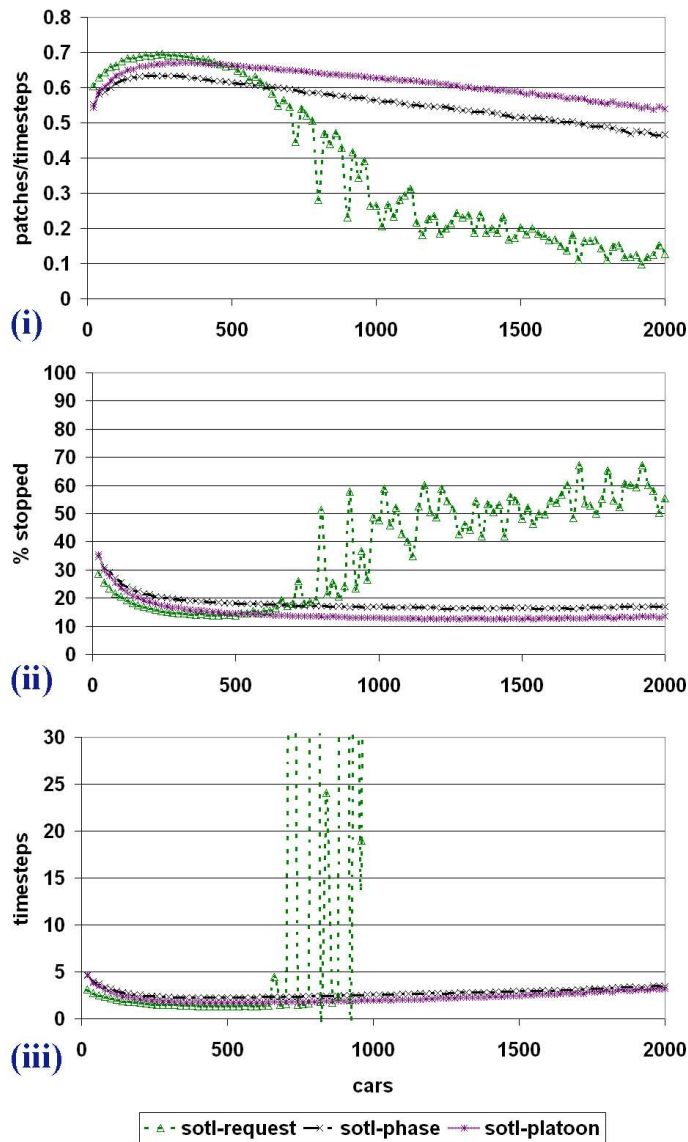 0.8
0.7
0.6
0.5
0.4
0.3
0.2
0.1
0
patches/timesteps
0 500 1000 1500 2000
(i)
100
90
80
70
60
50
40
30
20
10
0
% stopped
0 500 1000 1500 2000
(ii)
30
25
20
15
10
5
0
timesteps
0 500 1000 1500 2000
(iii)
cars
sotl-request sotl-phase sotl-platoon